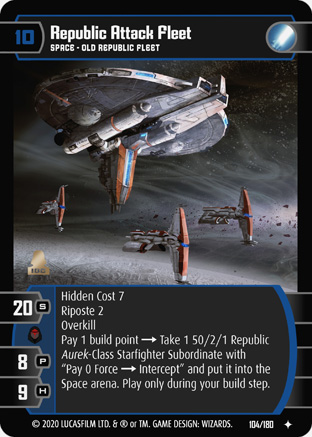 10
Republic Attack Fleet
SPACE - OLD REPUBLIC FLEET
Hidden Cost 7
20 S
Riposte 2
Overkill
Pay 1 build point → Take 1 50/2/1 Republic
8 P
Aurek-Class Starfighter Subordinate with
"Pay 0 Force → Intercept" and put it into the
9 H
Space arena. Play only during your build step.
© 2020 LUCASFILM LTD. & ® OR TM. GAME DESIGN: WIZARDS.
104/180